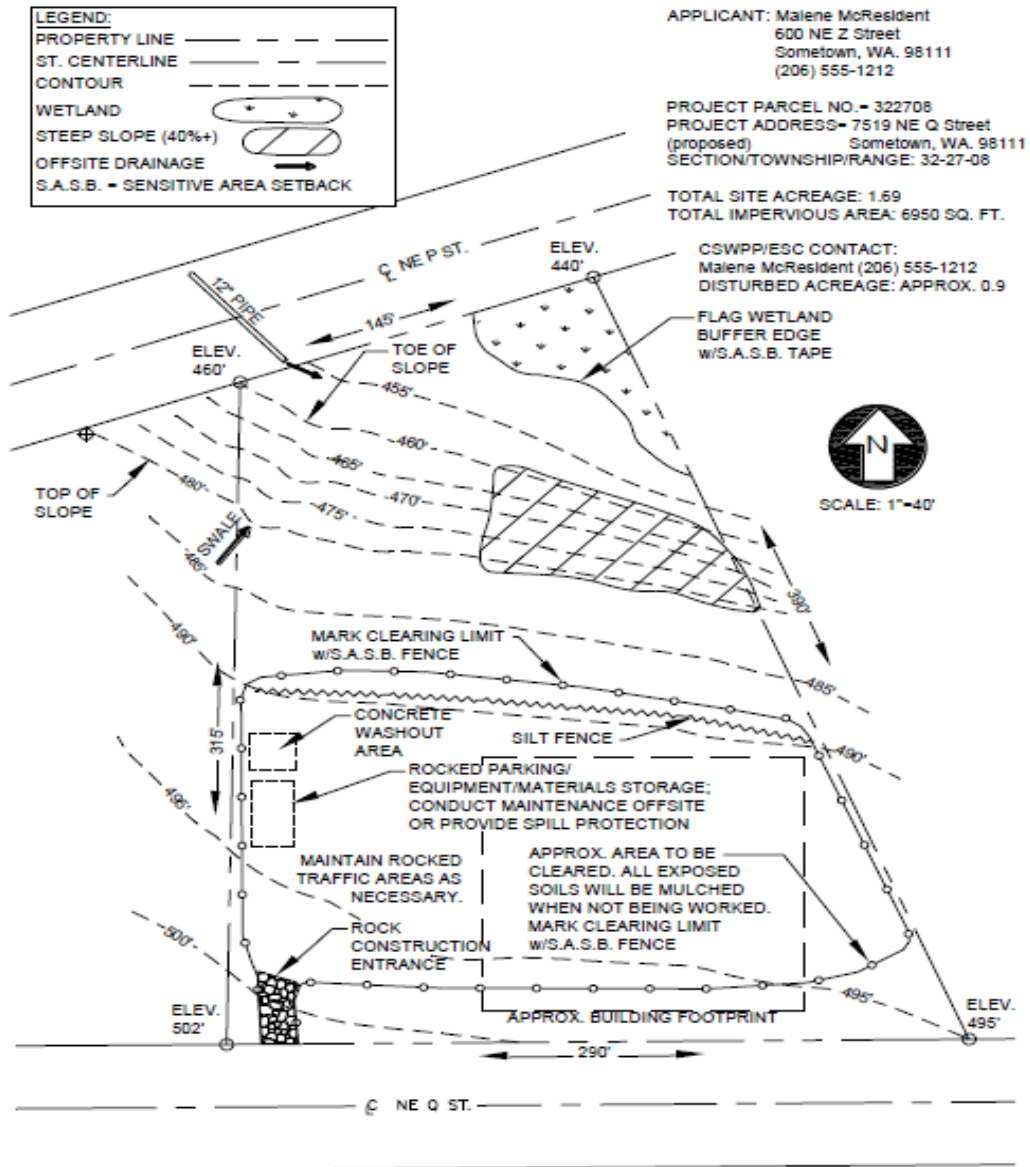 LEGEND:
PROPERTY LINE
ST. CENTERLINE
CONTOUR
WETLAND
STEEP SLOPE (40%+)
OFFSITE DRAINAGE
S.A.S.B. = SENSITIVE AREA SETBACK
APPLICANT: Malene McResident
600 NE Z Street
Sometown, WA. 98111
(206) 555-1212
PROJECT PARCEL NO.= 322708
PROJECT ADDRESS= 7519 NE Q Street
(proposed) Sometown, WA. 98111
SECTION/TOWNSHIP/RANGE: 32-27-08
TOTAL SITE ACREAGE: 1.69
TOTAL IMPERVIOUS AREA: 6950 SQ. FT.
CSWPP/ESC CONTACT:
Malene McResident (206) 555-1212
DISTURBED ACREAGE: APPROX. 0.9
℄ NE P ST.
ELEV.
440'
12" PIPE
145'
FLAG WETLAND
BUFFER EDGE
w/S.A.S.B. TAPE
ELEV.
460'
TOE OF
SLOPE
455'
460'
465'
470'
475'
480'
485'
N
SCALE: 1"=40'
TOP OF
SLOPE
SWALE
390'
490'
MARK CLEARING LIMIT
w/S.A.S.B. FENCE
485'
315'
CONCRETE
WASHOUT
AREA
SILT FENCE
490'
ROCKED PARKING/
EQUIPMENT/MATERIALS STORAGE;
CONDUCT MAINTENANCE OFFSITE
OR PROVIDE SPILL PROTECTION
495'
MAINTAIN ROCKED
TRAFFIC AREAS AS
NECESSARY.
APPROX. AREA TO BE
CLEARED. ALL EXPOSED
SOILS WILL BE MULCHED
WHEN NOT BEING WORKED.
MARK CLEARING LIMIT
w/S.A.S.B. FENCE
500'
ROCK
CONSTRUCTION
ENTRANCE
495'
ELEV.
502'
APPROX. BUILDING FOOTPRINT
ELEV.
495'
290'
℄ NE Q ST.